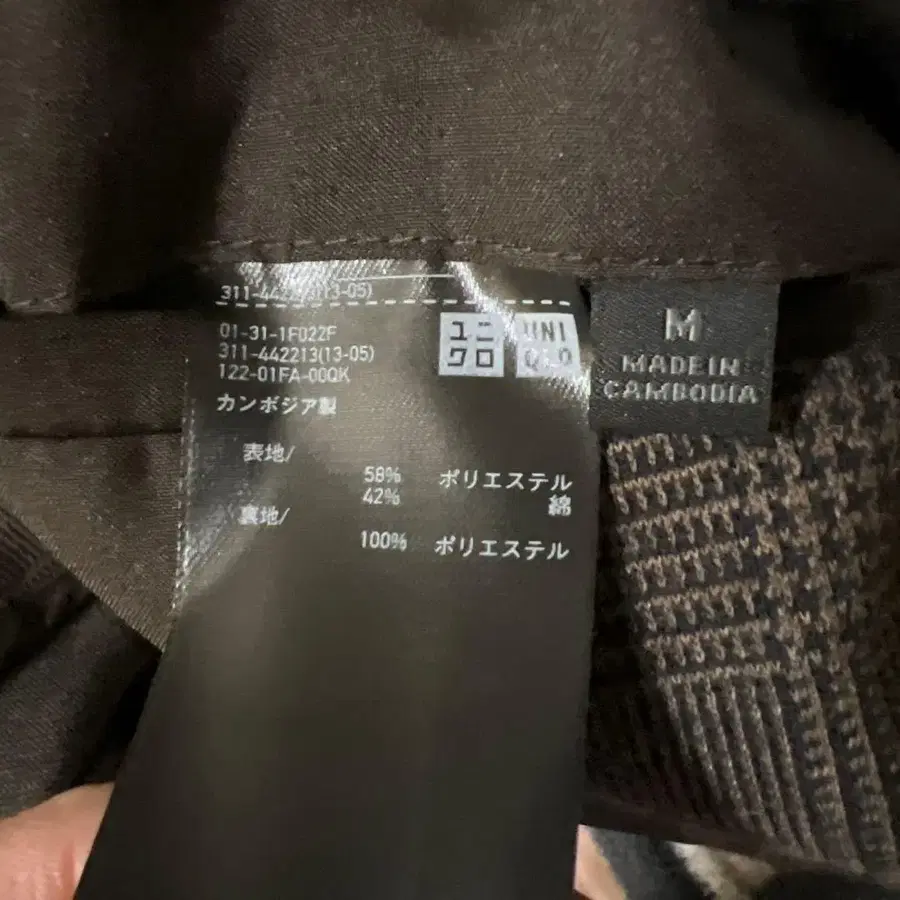 311-442213(13-05)
01-31-1F022F
311-442213(13-05)
122-01FA-00QK
カンボジア製
ユニ
クロ
UNI
QLO
M
MADE IN
CAMBODIA
表地/
58% ポリエステル
42% 綿
裏地/
100% ポリエステル